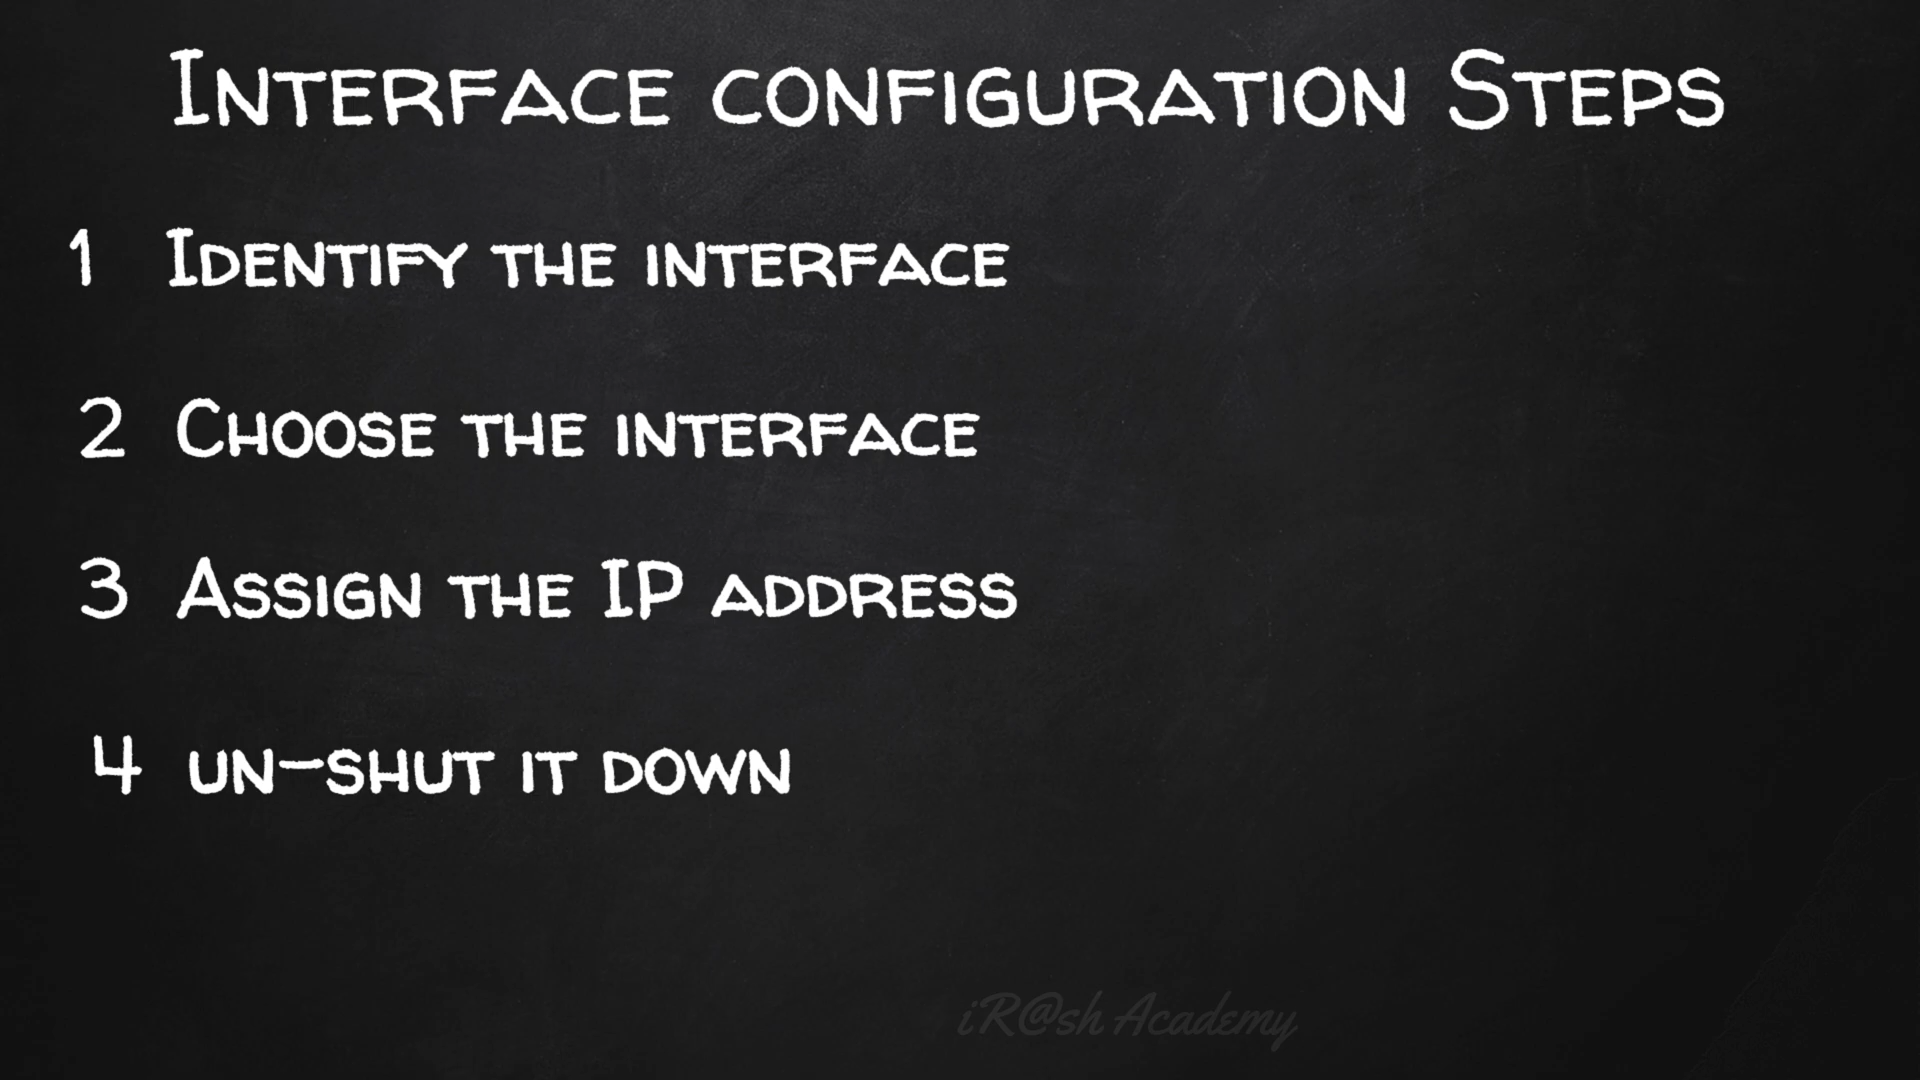 Interface configuration Steps
1 Identify the interface
2 Choose the interface
3 Assign the IP address
4 un-shut it down
iR@sh Academy